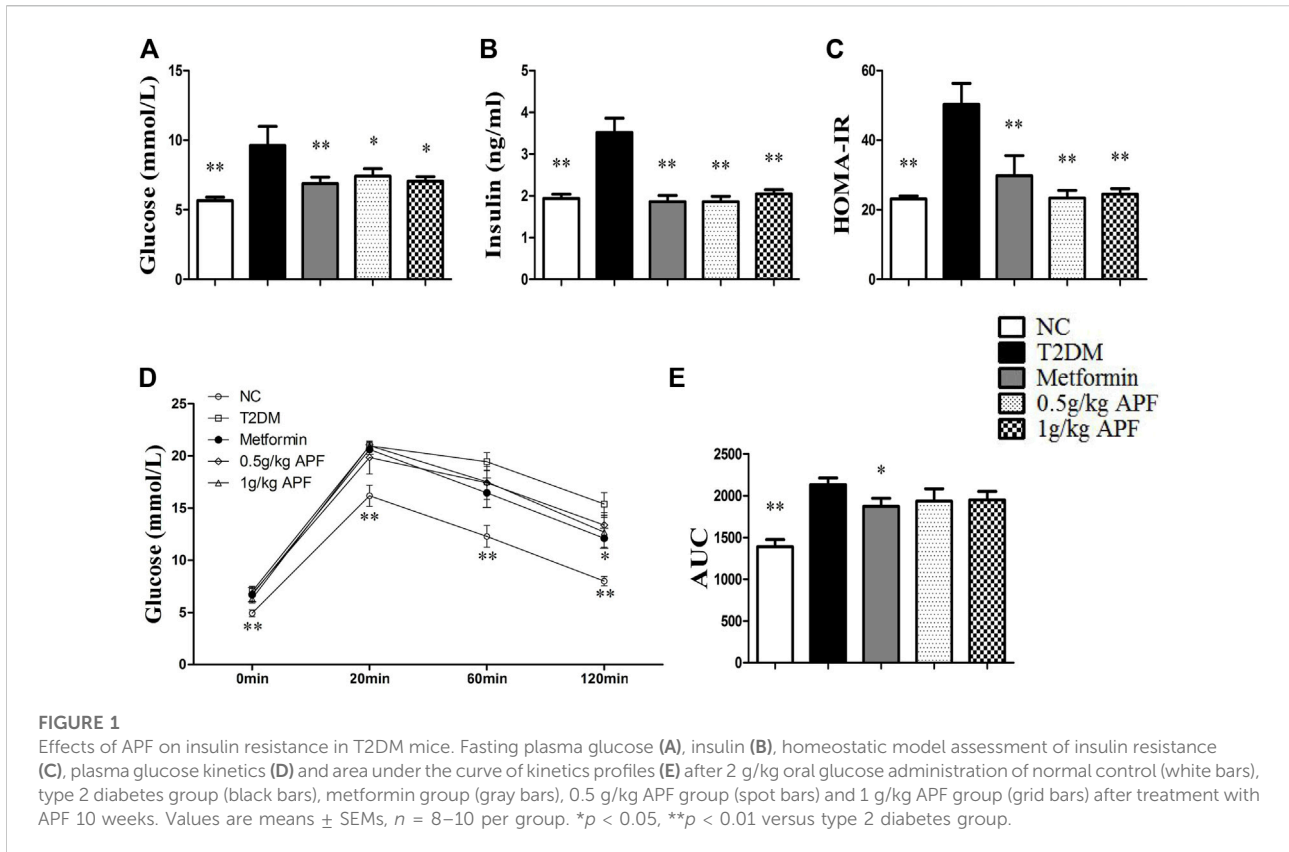 A
Glucose (mmol/L)
15
10
5
0
**
**
*
*
B
Insulin (ng/ml)
5
4
3
2
1
0
**
**
**
**
C
HOMA-IR
60
40
20
0
**
**
**
**
NC
T2DM
Metformin
0.5g/kg APF
1g/kg APF
D
Glucose (mmol/L)
25
20
15
10
5
0
NC
T2DM
Metformin
0.5g/kg APF
1g/kg APF
**
**
**
*
**
0min 20min 60min 120min
E
AUC
2500
2000
1500
1000
500
0
**
*
FIGURE 1
Effects of APF on insulin resistance in T2DM mice. Fasting plasma glucose (A), insulin (B), homeostatic model assessment of insulin resistance
(C), plasma glucose kinetics (D) and area under the curve of kinetics profiles (E) after 2 g/kg oral glucose administration of normal control (white bars),
type 2 diabetes group (black bars), metformin group (gray bars), 0.5 g/kg APF group (spot bars) and 1 g/kg APF group (grid bars) after treatment with
APF 10 weeks. Values are means ± SEMs, n = 8–10 per group. *p < 0.05, **p < 0.01 versus type 2 diabetes group.